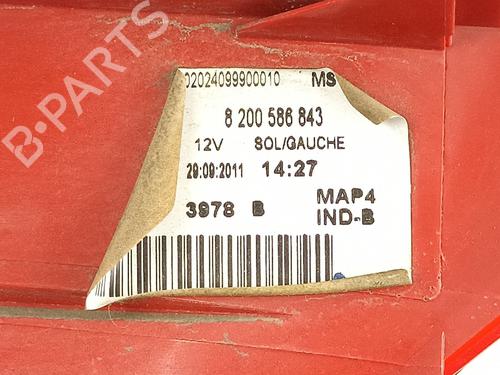 B-PARTS
02024099900010 MS
8 200 586 843
12V SOL/GAUCHE
29:09:2011 14:27
3978 B MAP4
IND-B